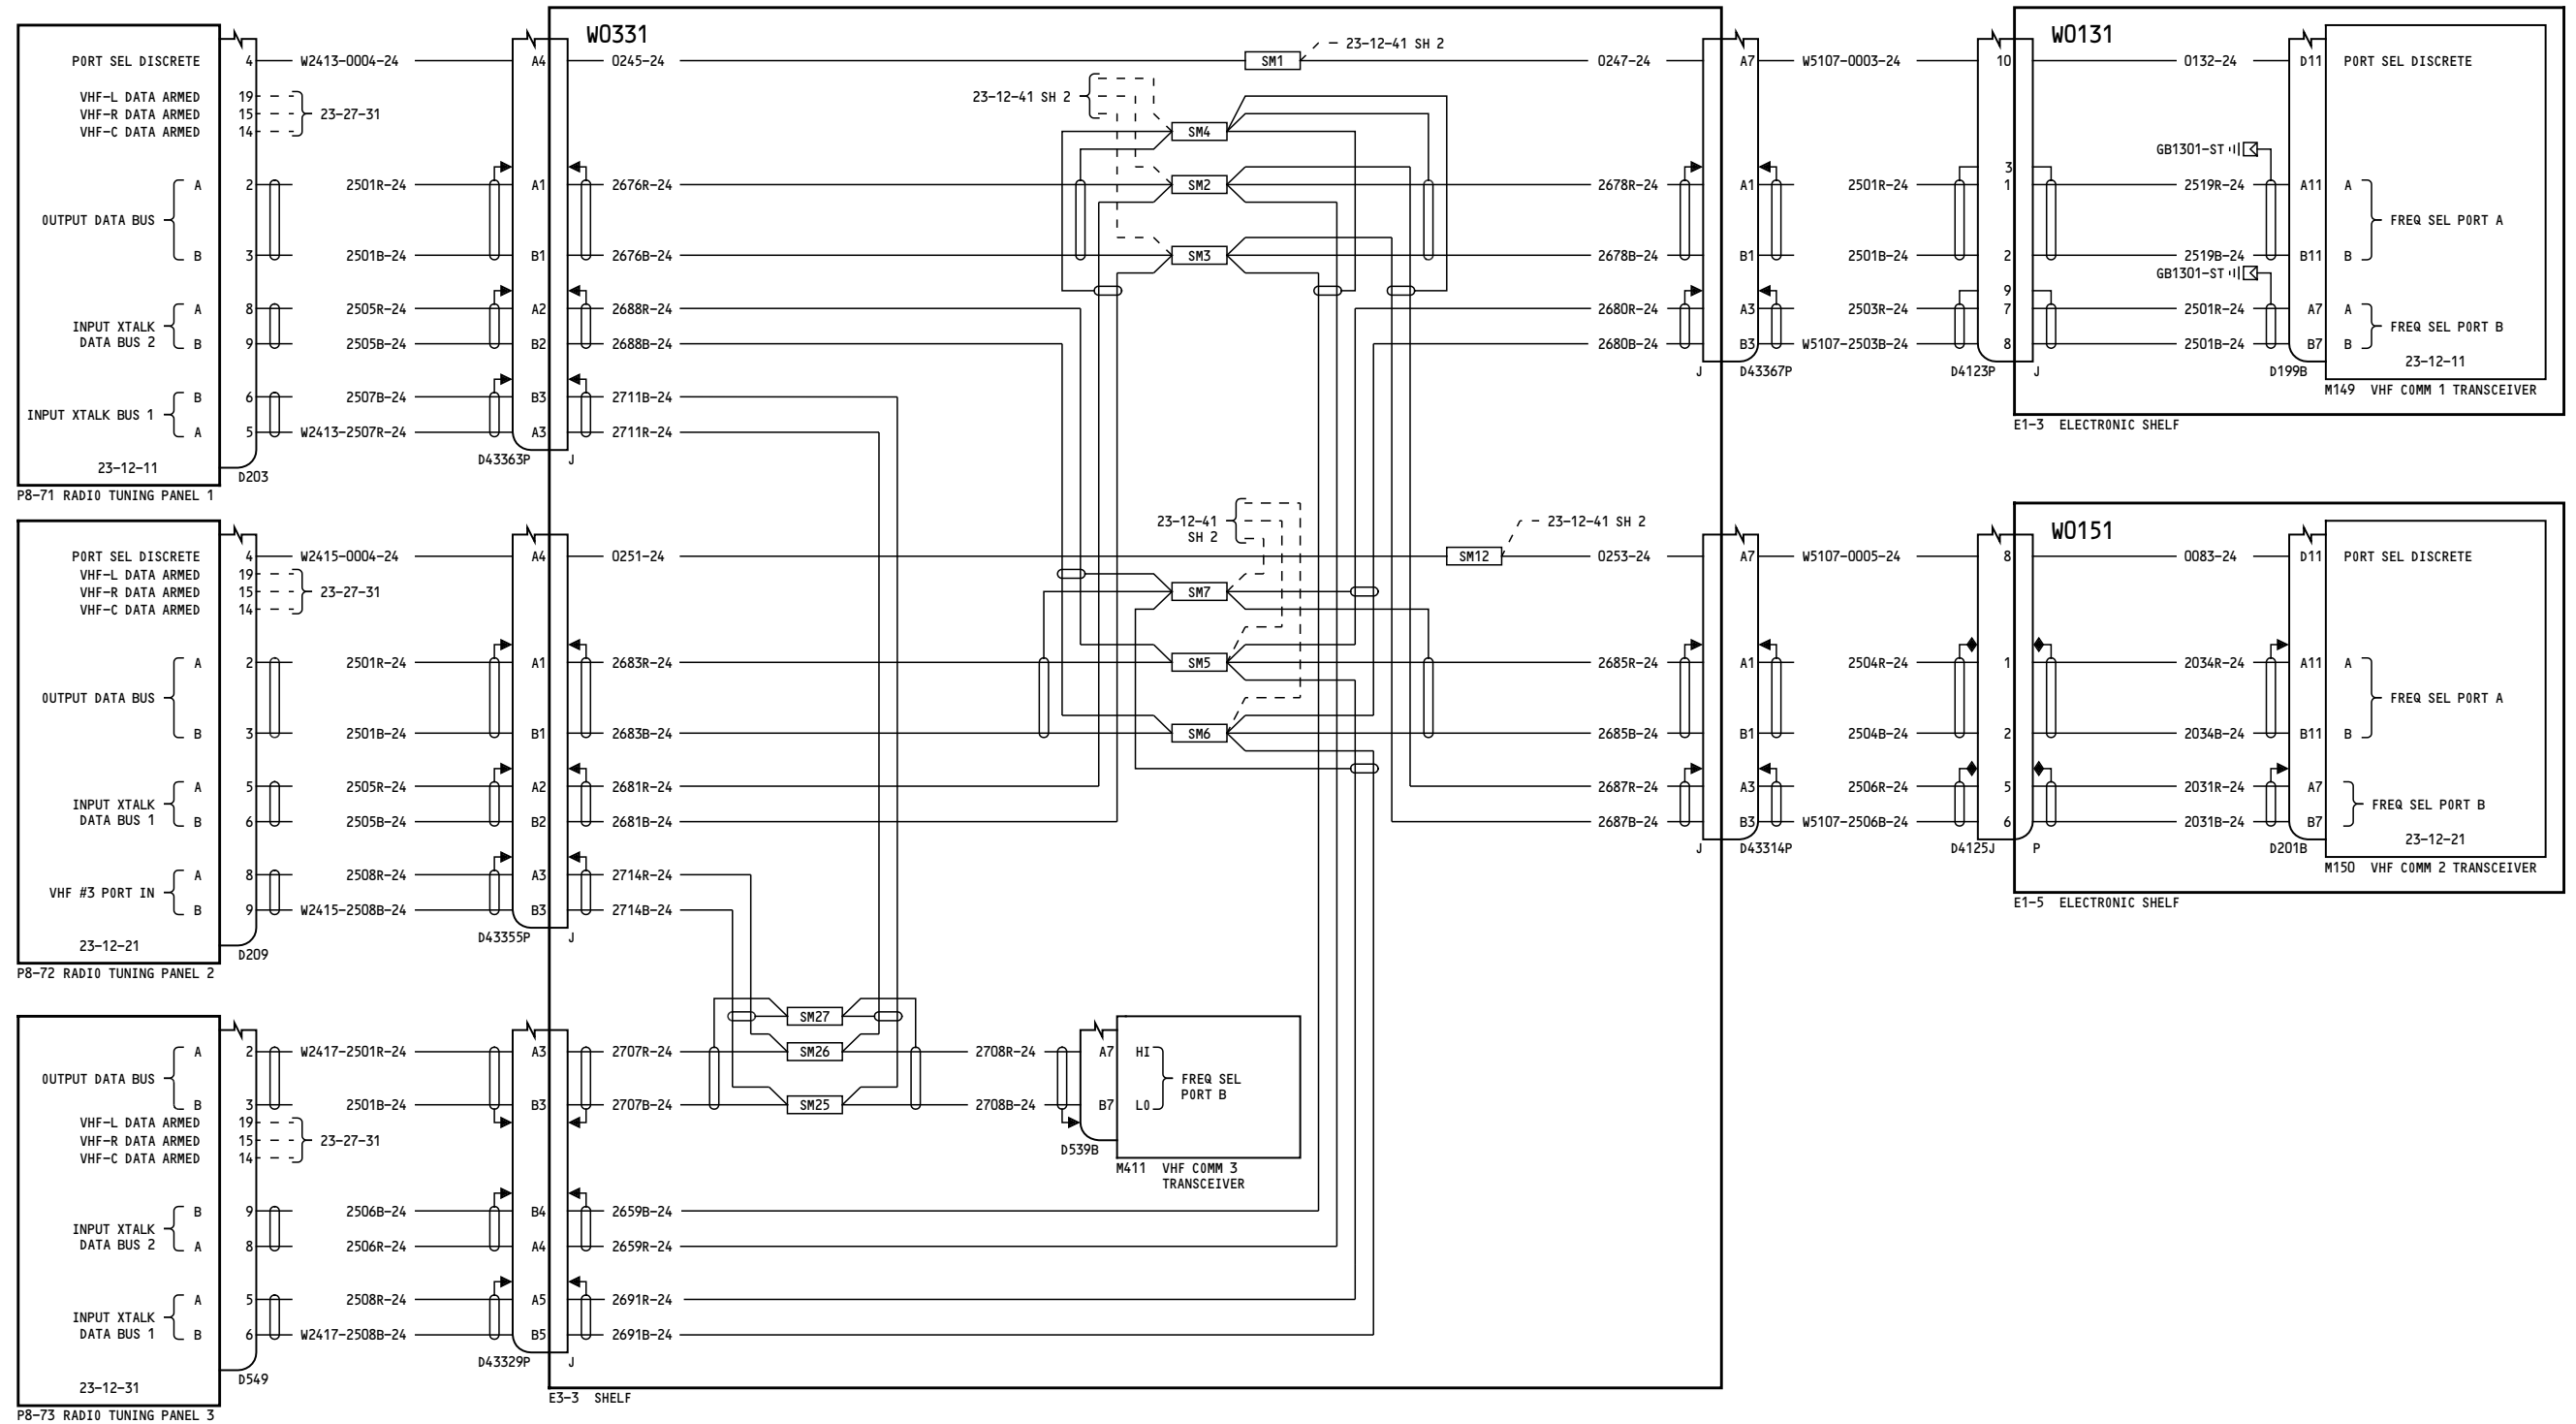 W0331
W0131
23-12-41 SH 2
PORT SEL DISCRETE 4 W2413-0004-24 A4 0245-24 SM1 0247-24 A7 W5107-0003-24 10 0132-24 D11 PORT SEL DISCRETE
VHF-L DATA ARMED 19
VHF-R DATA ARMED 15 23-27-31
VHF-C DATA ARMED 14
23-12-41 SH 2
SM4
GB1301-ST
3
A 2 2501R-24 A1 2676R-24 SM2 2678R-24 A1 2501R-24 1 2519R-24 A11 A
OUTPUT DATA BUS
FREQ SEL PORT A
B 3 2501B-24 B1 2676B-24 SM3 2678B-24 B1 2501B-24 2 2519B-24 B11 B
GB1301-ST
9
A 8 2505R-24 A2 2688R-24 2680R-24 A3 2503R-24 7 2501R-24 A7 A
INPUT XTALK
DATA BUS 2
FREQ SEL PORT B
B 9 2505B-24 B2 2688B-24 2680B-24 B3 W5107-2503B-24 8 2501B-24 B7 B
23-12-11
J D43367P D4123P J D199B
M149 VHF COMM 1 TRANSCEIVER
E1-3 ELECTRONIC SHELF
B 6 2507B-24 B3 2711B-24
INPUT XTALK BUS 1
A 5 W2413-2507R-24 A3 2711R-24
D43363P J
23-12-11
D203
P8-71 RADIO TUNING PANEL 1
W0151
23-12-41
SH 2
23-12-41 SH 2
PORT SEL DISCRETE 4 W2415-0004-24 A4 0251-24 SM12 0253-24 A7 W5107-0005-24 8 0083-24 D11 PORT SEL DISCRETE
VHF-L DATA ARMED 19
VHF-R DATA ARMED 15 23-27-31
VHF-C DATA ARMED 14
SM7
A 2 2501R-24 A1 2683R-24 SM5 2685R-24 A1 2504R-24 1 2034R-24 A11 A
OUTPUT DATA BUS
FREQ SEL PORT A
B 3 2501B-24 B1 2683B-24 SM6 2685B-24 B1 2504B-24 2 2034B-24 B11 B
A 5 2505R-24 A2 2681R-24 2687R-24 A3 2506R-24 5 2031R-24 A7
INPUT XTALK
DATA BUS 1
FREQ SEL PORT B
B 6 2505B-24 B2 2681B-24 2687B-24 B3 W5107-2506B-24 6 2031B-24 B7
23-12-21
J D43314P D4125J P D201B
M150 VHF COMM 2 TRANSCEIVER
E1-5 ELECTRONIC SHELF
A 8 2508R-24 A3 2714R-24
VHF #3 PORT IN
B 9 W2415-2508B-24 B3 2714B-24
D43355P J
23-12-21
D209
P8-72 RADIO TUNING PANEL 2
SM27
A 2 W2417-2501R-24 A3 2707R-24 SM26 2708R-24 A7 HI
OUTPUT DATA BUS
FREQ SEL
PORT B
B 3 2501B-24 B3 2707B-24 SM25 2708B-24 B7 LO
VHF-L DATA ARMED 19
VHF-R DATA ARMED 15 23-27-31
VHF-C DATA ARMED 14
D539B
M411 VHF COMM 3
TRANSCEIVER
B 9 2506B-24 B4 2659B-24
INPUT XTALK
DATA BUS 2
A 8 2506R-24 A4 2659R-24
A 5 2508R-24 A5 2691R-24
INPUT XTALK
DATA BUS 1
B 6 W2417-2508B-24 B5 2691B-24
D43329P J
23-12-31
D549
E3-3 SHELF
P8-73 RADIO TUNING PANEL 3